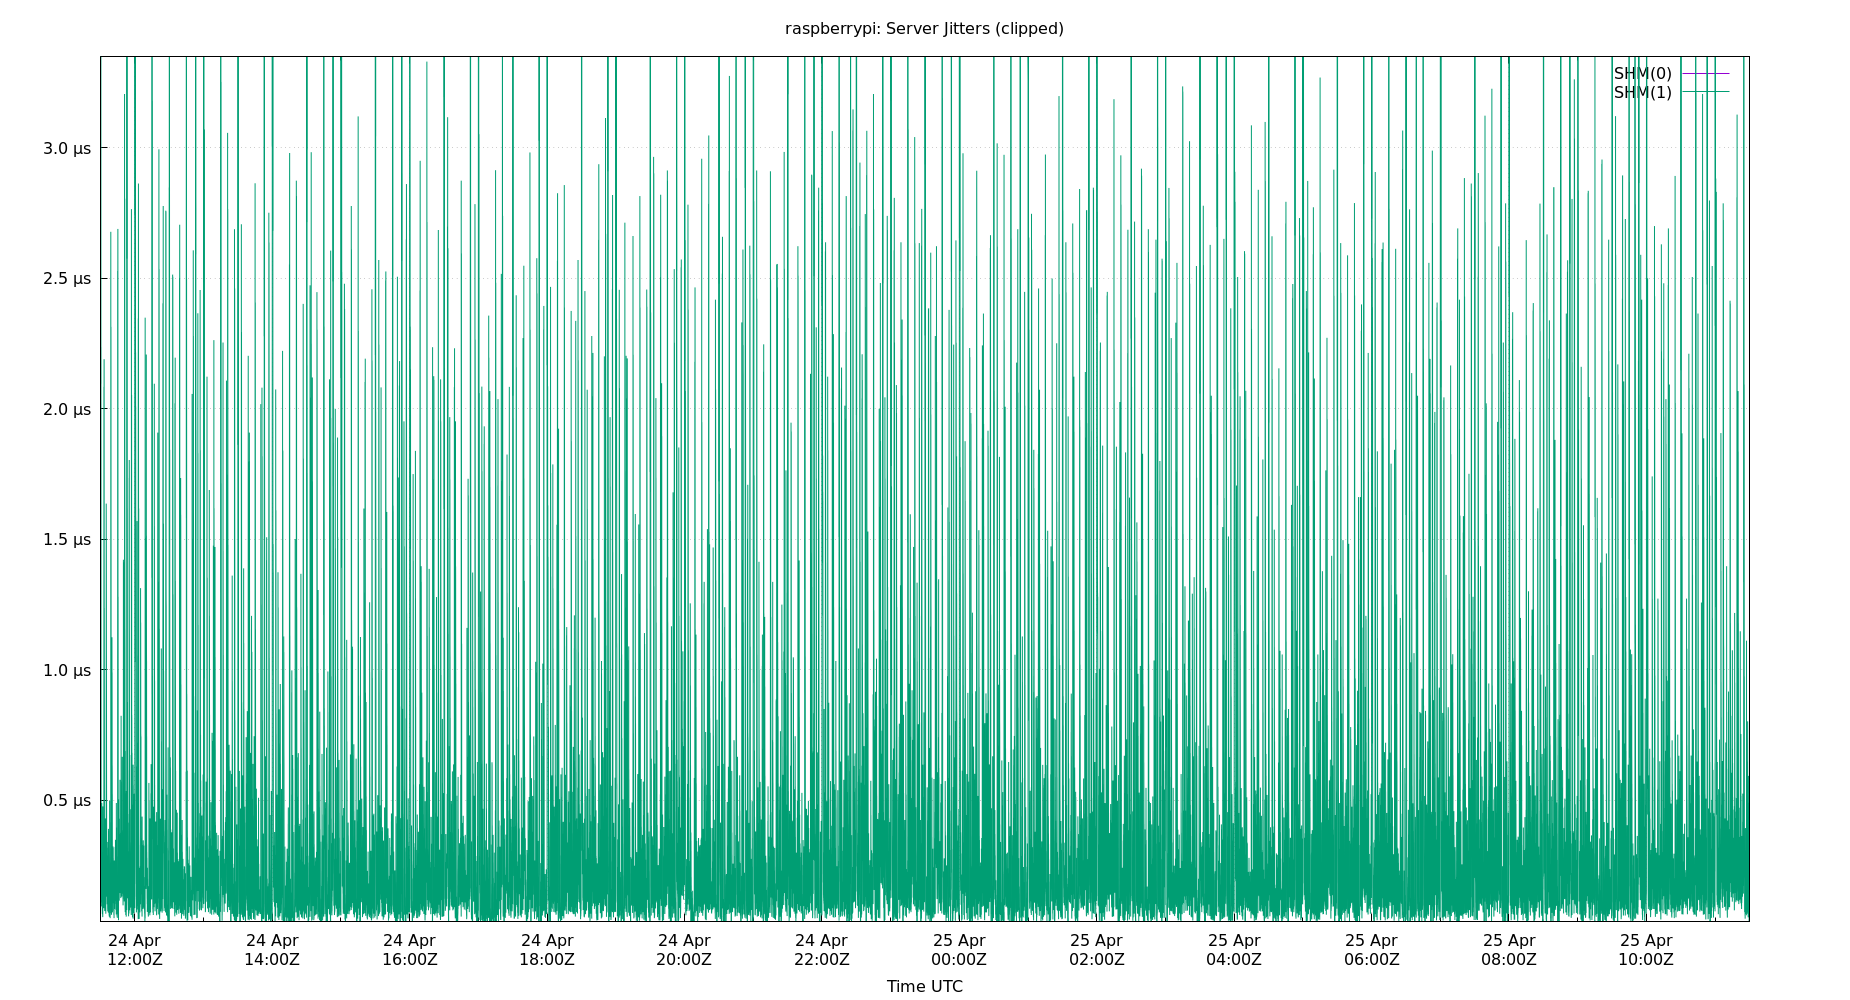 raspberrypi: Server Jitters (clipped)
SHM(0)
SHM(1)
3.0 µs
2.5 µs
2.0 µs
1.5 µs
1.0 µs
0.5 µs
24 Apr 24 Apr 24 Apr 24 Apr 24 Apr 24 Apr 25 Apr 25 Apr 25 Apr 25 Apr 25 Apr 25 Apr
12:00Z 14:00Z 16:00Z 18:00Z 20:00Z 22:00Z 00:00Z 02:00Z 04:00Z 06:00Z 08:00Z 10:00Z
Time UTC